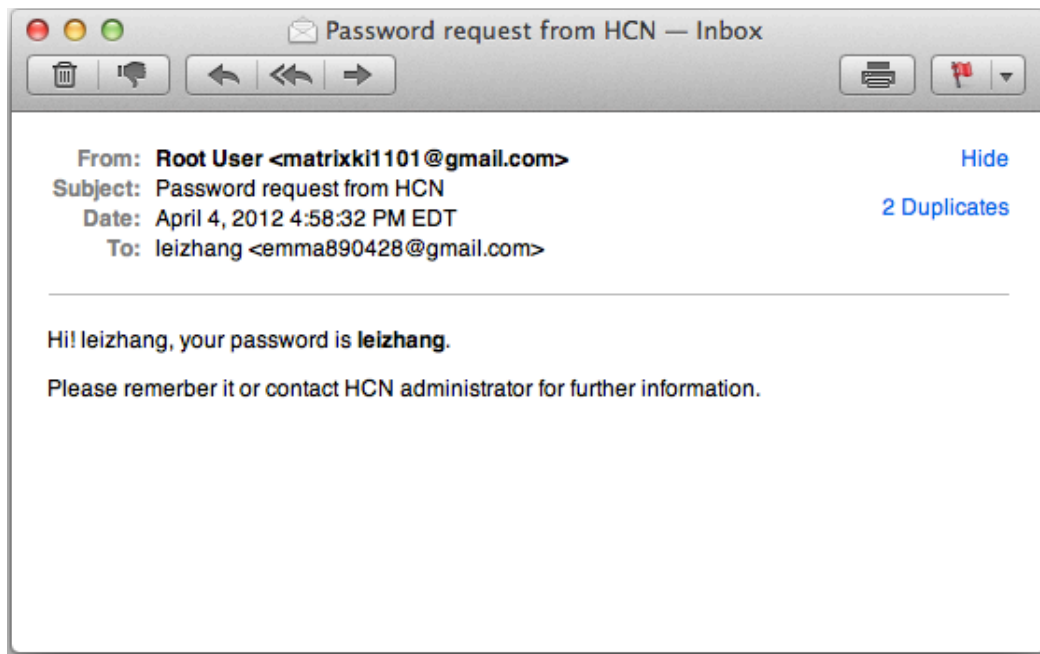 Password request from HCN — Inbox
From: Root User <matrixki1101@gmail.com>
Hide
Subject: Password request from HCN
Date: April 4, 2012 4:58:32 PM EDT
2 Duplicates
To: leizhang <emma890428@gmail.com>
Hi! leizhang, your password is leizhang.
Please remerber it or contact HCN administrator for further information.